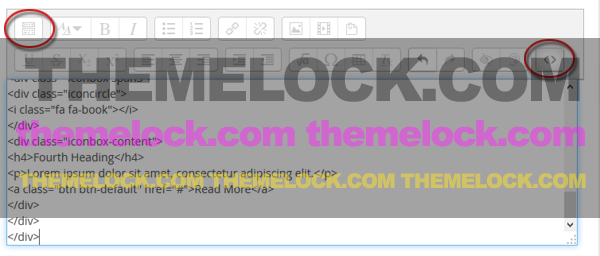 B I
THEMELOCK.COM
<div class="iconbox span3">
<div class="iconcircle">
<i class="fa fa-book"></i>
</div>
themelock.com themelock.com
<div class="iconbox-content">
<h4>Fourth Heading</h4>
<p>Lorem ipsum dolor sit amet, consectetur adipiscing elit.</p>
THEMELOCK.COM THEMELOCK.COM THEMELOCK.COM
<a class="btn btn-default" href="#">Read More</a>
</div>
</div>
</div>